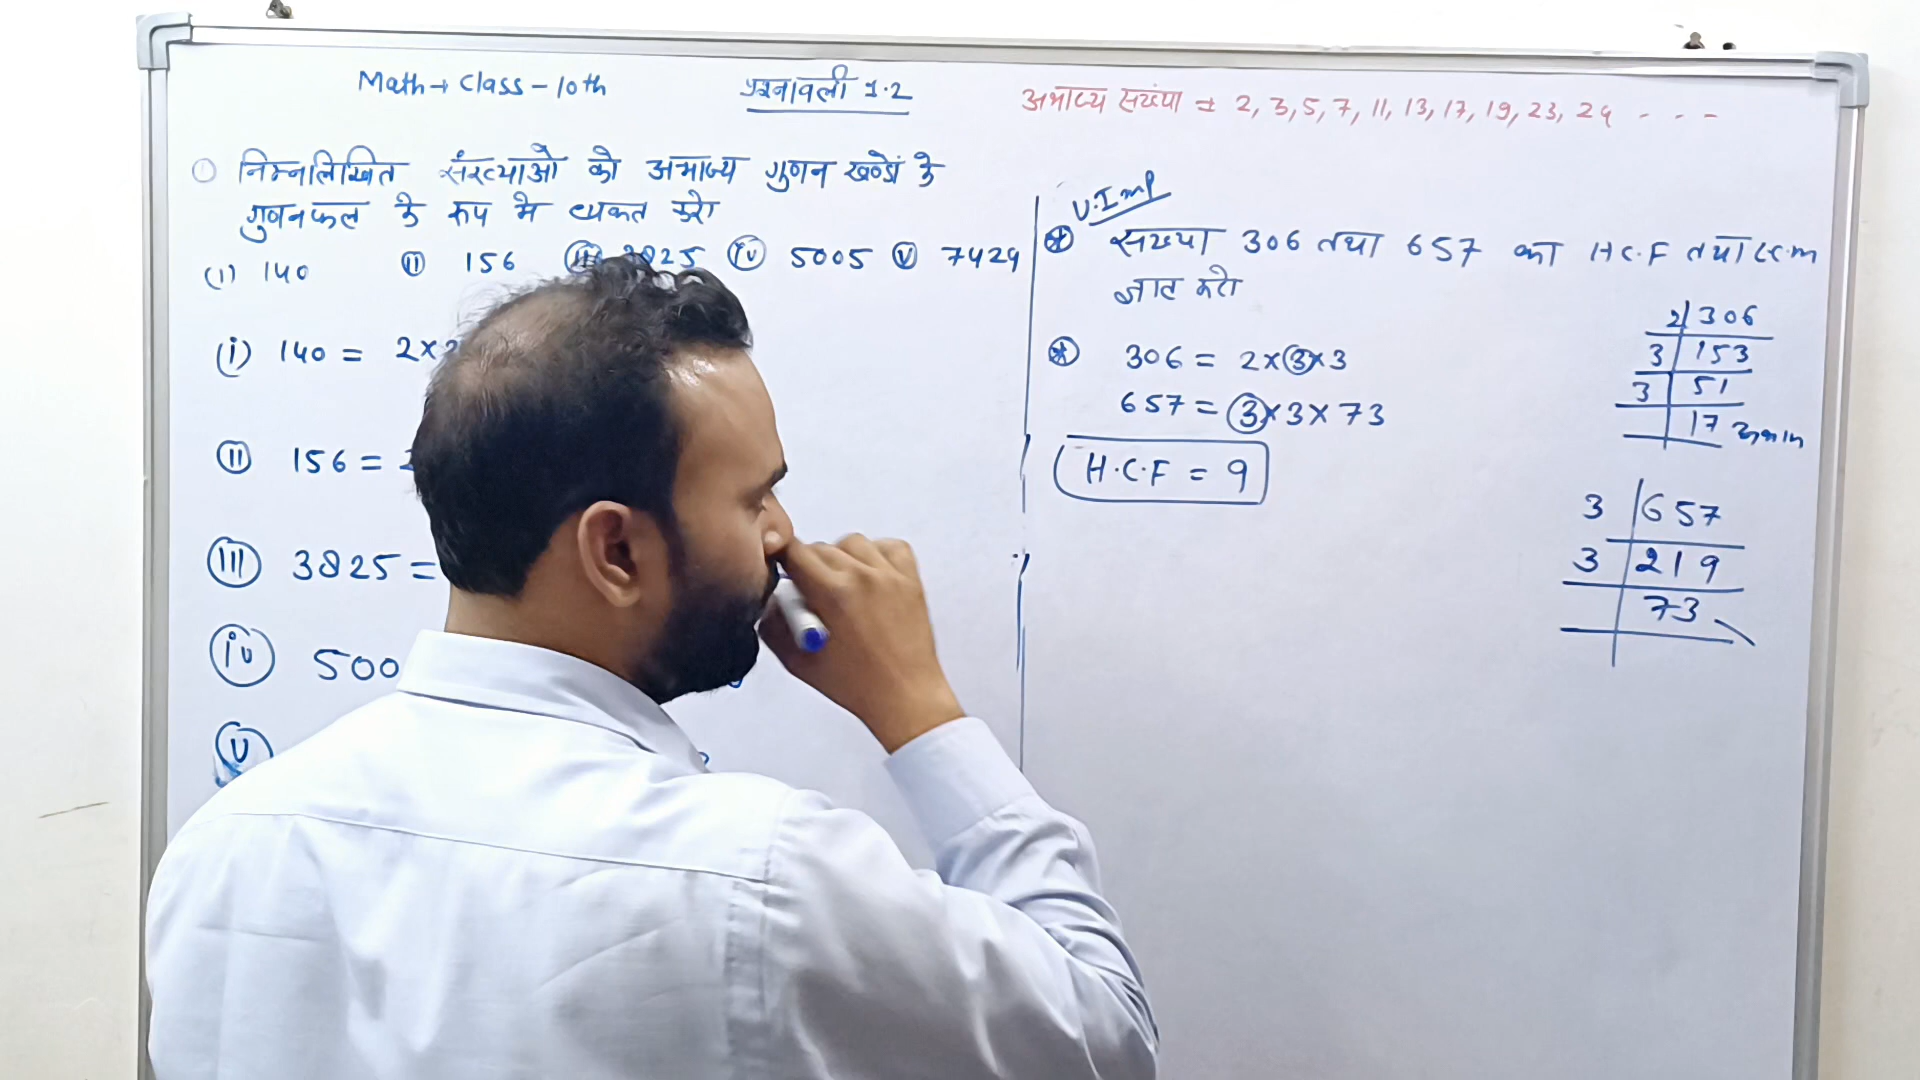 Math → Class - 10th
प्रश्नावली 1.2
अभाज्य संख्या = 2, 3, 5, 7, 11, 13, 17, 19, 23, 29 - - -
① निम्नलिखित संख्याओ को अभाज्य गुणन खण्डों के
गुणनफल के रूप मे व्यक्त करो
(i) 140 (ii) 156 (iii) 3825 (iv) 5005 (v) 7429
(i) 140 = 2×2
(ii) 156 =
(iii) 3825 =
(iv) 500
(v)
V.Imp
* संख्या 306 तथा 657 का H.C.F तथा L.C.M
ज्ञात करो
* 306 = 2×3×3
657 = 3×3×73
H.C.F = 9
2 | 306
3 | 153
3 | 51
17
3 | 657
3 | 219
73